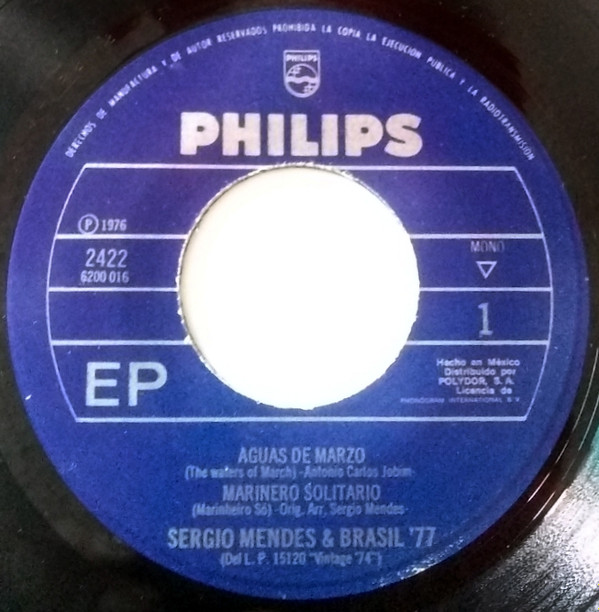 DERECHOS DE MANUFACTURA Y DE AUTOR RESERVADOS PROHIBIDA LA COPIA LA EJECUCION PUBLICA Y LA RADIOTRANSMISION
PHILIPS
PHILIPS
P 1976
2422
6200 016
MONO
1
EP
Hecho en México
Distribuido por
POLYDOR, S. A.
Licencia de
PHONOGRAM INTERNATIONAL B V
AGUAS DE MARZO
(The waters of March) -Antonio Carlos Jobim-
MARINERO SOLITARIO
(Marinheiro Só) -Orig. Arr. Sergio Mendes-
SERGIO MENDES & BRASIL '77
(Del L. P. 15120 "Vintage '74")